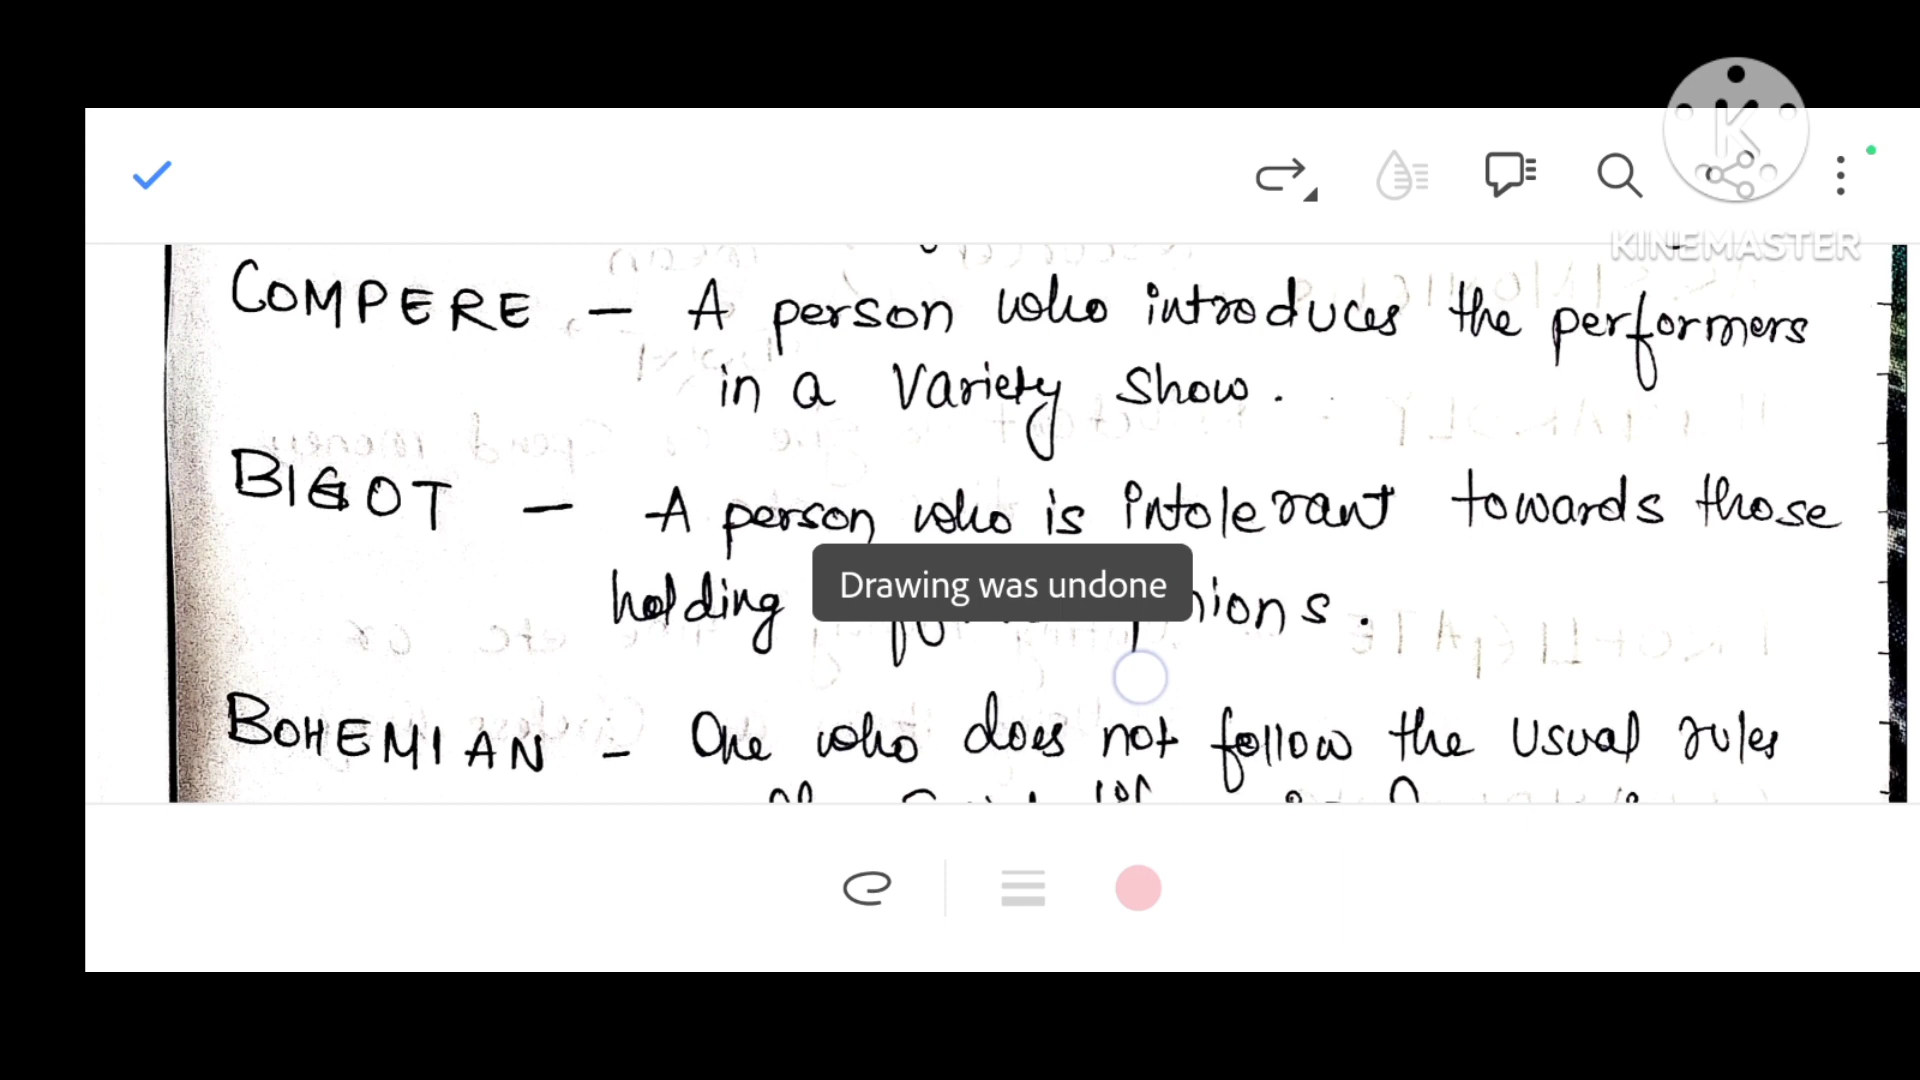 KINEMASTER
COMPERE - A person who introduces the performers
in a Variety Show.
BIGOT - A person who is intolerant towards those
holding
Drawing was undone
BOHEMIAN - One who does not follow the usual rules